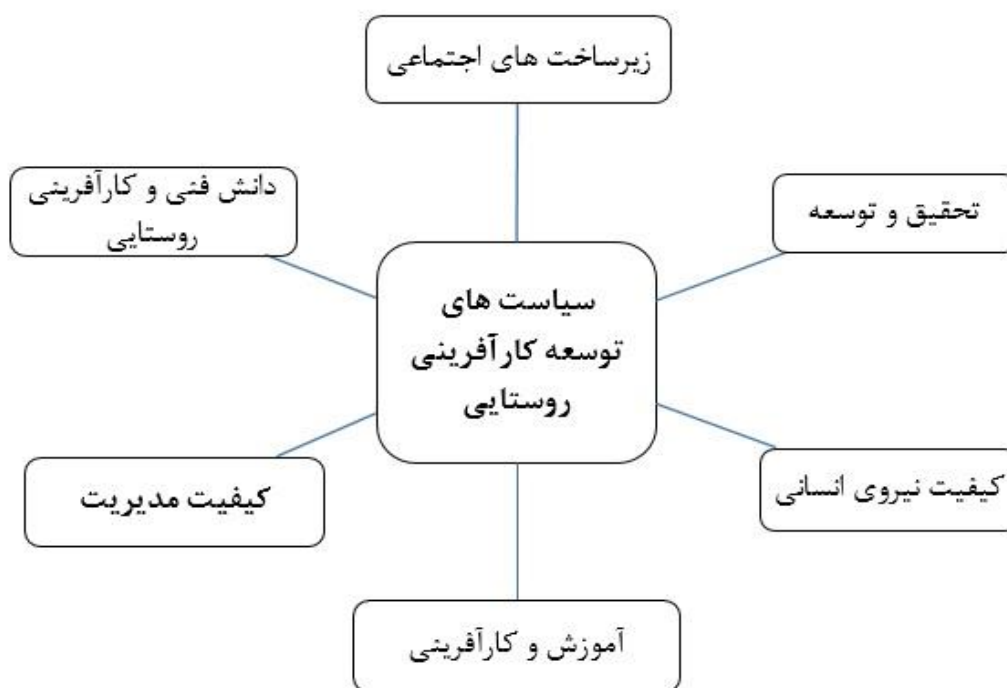 زیرساخت های اجتماعی
تحقیق و توسعه
دانش فنی و کارآفرینی
روستایی
سیاست های
توسعه کارآفرینی
روستایی
کیفیت نیروی انسانی
کیفیت مدیریت
آموزش و کارآفرینی